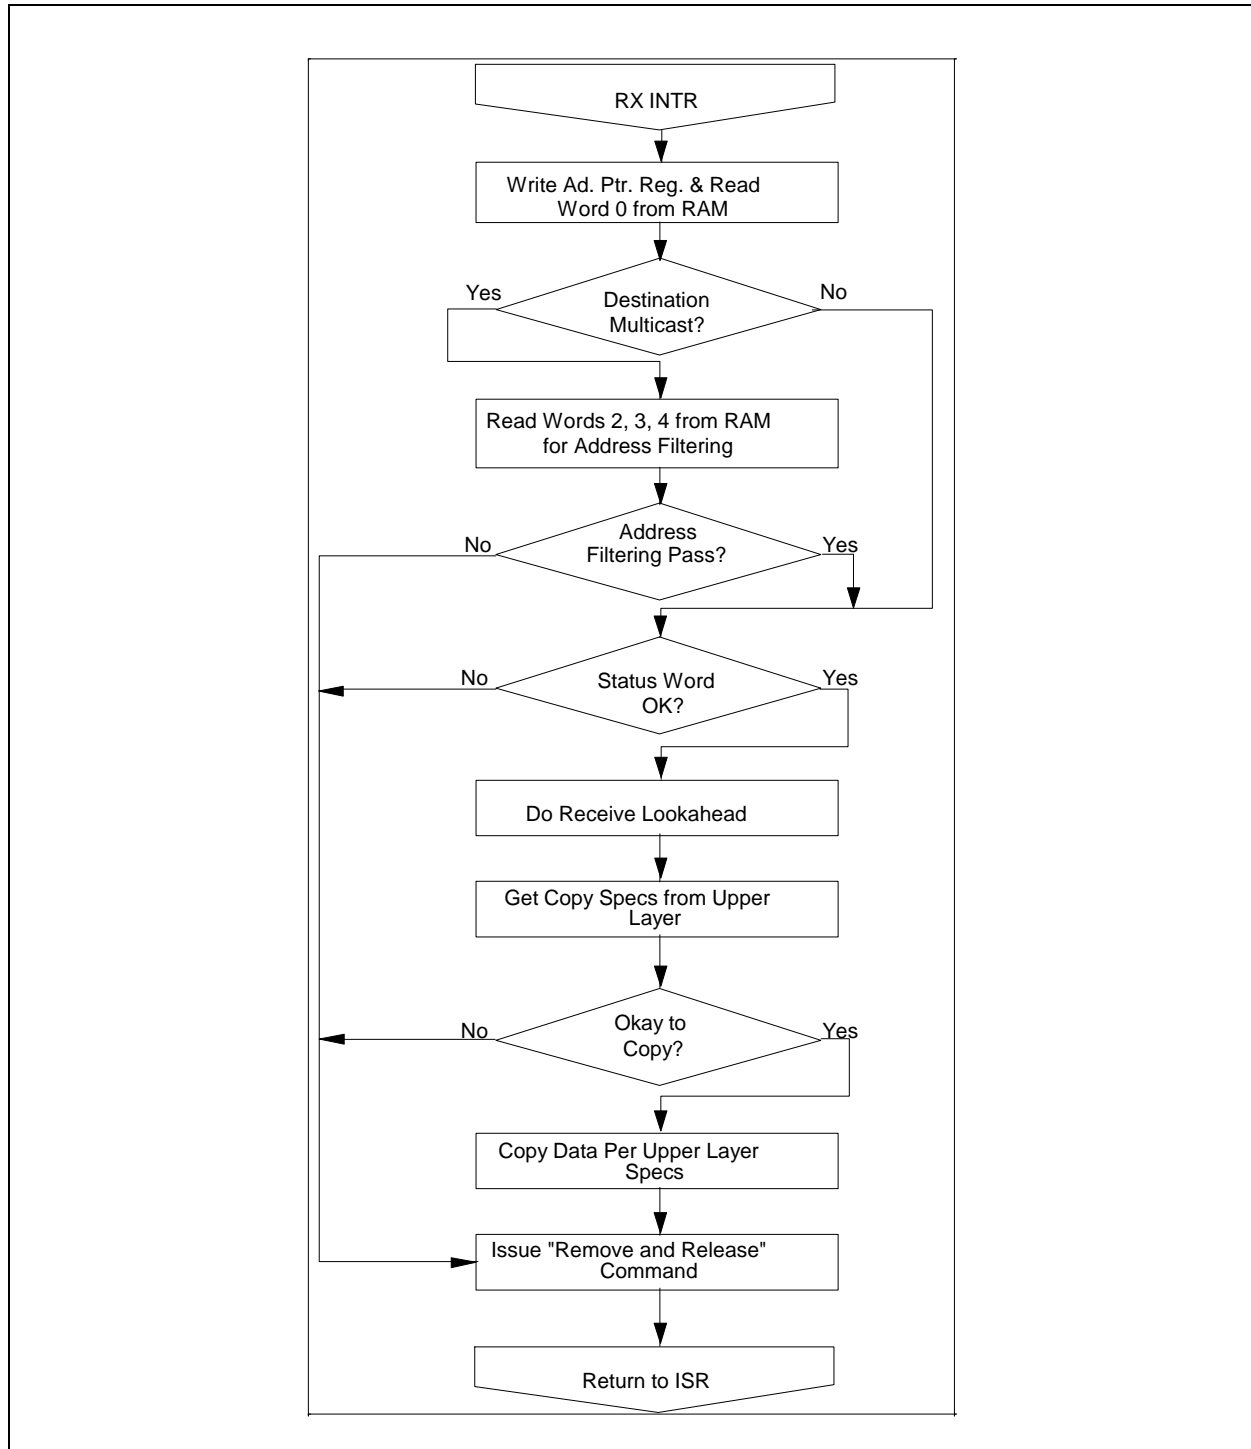 RX INTR
Write Ad. Ptr. Reg. & Read
Word 0 from RAM
Yes
No
Destination
Multicast?
Read Words 2, 3, 4 from RAM
for Address Filtering
Address
No
Filtering Pass?
Yes
No
Status Word
Yes
OK?
Do Receive Lookahead
Get Copy Specs from Upper
Layer
Okay to
No
Yes
Copy?
Copy Data Per Upper Layer
Specs
Issue "Remove and Release"
Command
Return to ISR